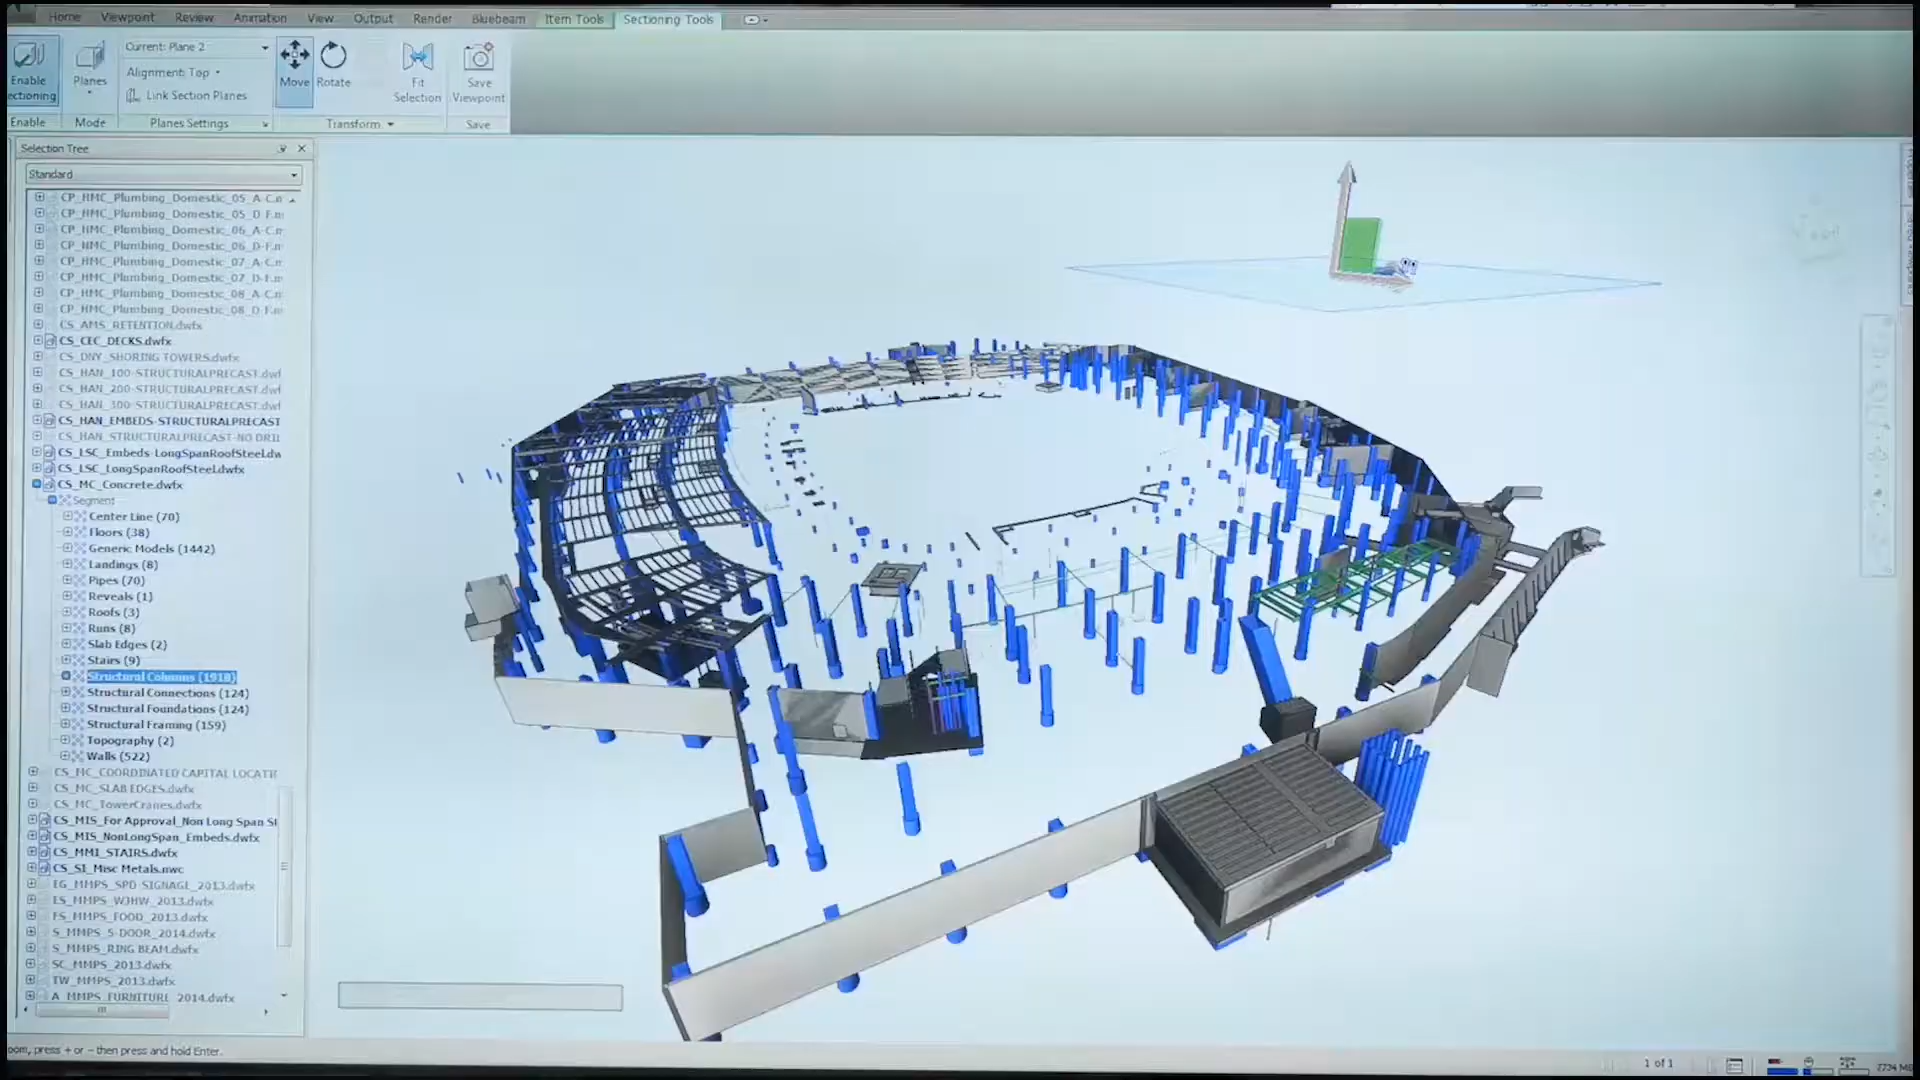 Home Viewpoint Review Animation View Output Render Bluebeam Item Tools Sectioning Tools
Enable
ectioning
Planes
Current: Plane 2
Alignment: Top
Link Section Planes
Move
Rotate
Fit
Selection
Save
Viewpoint
Enable
Mode
Planes Settings
Transform
Save
Selection Tree
Standard
CP_HMC_Plumbing_Domestic_05_A-C.n
CP_HMC_Plumbing_Domestic_05_D-F.n
CP_HMC_Plumbing_Domestic_06_A-C.n
CP_HMC_Plumbing_Domestic_06_D-F.n
CP_HMC_Plumbing_Domestic_07_A-C.n
CP_HMC_Plumbing_Domestic_07_D-F.n
CP_HMC_Plumbing_Domestic_08_A-C.n
CP_HMC_Plumbing_Domestic_08_D-F.n
CS_AMS_RETENTION.dwfx
CS_CEC_DECKS.dwfx
CS_DNY_SHORING TOWERS.dwfx
CS_HAN_100-STRUCTURALPRECAST.dwf
CS_HAN_200-STRUCTURALPRECAST.dwf
CS_HAN_300-STRUCTURALPRECAST.dwf
CS_HAN_EMBEDS-STRUCTURALPRECAST
CS_HAN_STRUCTURALPRECAST-NO DRIL
CS_LSC_Embeds-LongSpanRoofSteel.dw
CS_LSC_LongSpanRoofSteel.dwfx
CS_MC_Concrete.dwfx
Segment
Center Line (70)
Floors (38)
Generic Models (1442)
Landings (8)
Pipes (70)
Reveals (1)
Roofs (3)
Runs (8)
Slab Edges (2)
Stairs (9)
Structural Columns (1918)
Structural Connections (124)
Structural Foundations (124)
Structural Framing (159)
Topography (2)
Walls (522)
CS_MC_COORDINATED CAPITAL LOCATI
CS_MC_SLAB EDGES.dwfx
CS_MC_TowerCranes.dwfx
CS_MIS_For Approval_Non Long Span St
CS_MIS_NonLongSpan_Embeds.dwfx
CS_MMI_STAIRS.dwfx
CS_S1_Misc Metals.nwc
EG_MMPS_SPD-SIGNAGE_2013.dwfx
ES_MMPS_WJHW_2013.dwfx
FS_MMPS_FOOD_2013.dwfx
S_MMPS_5-DOOR_2014.dwfx
S_MMPS_RING BEAM.dwfx
SC_MMPS_2013.dwfx
TW_MMPS_2013.dwfx
A_MMPS_FURNITURE_2014.dwfx
oom, press + or - then press and hold Enter.
1 of 1
2734 MB